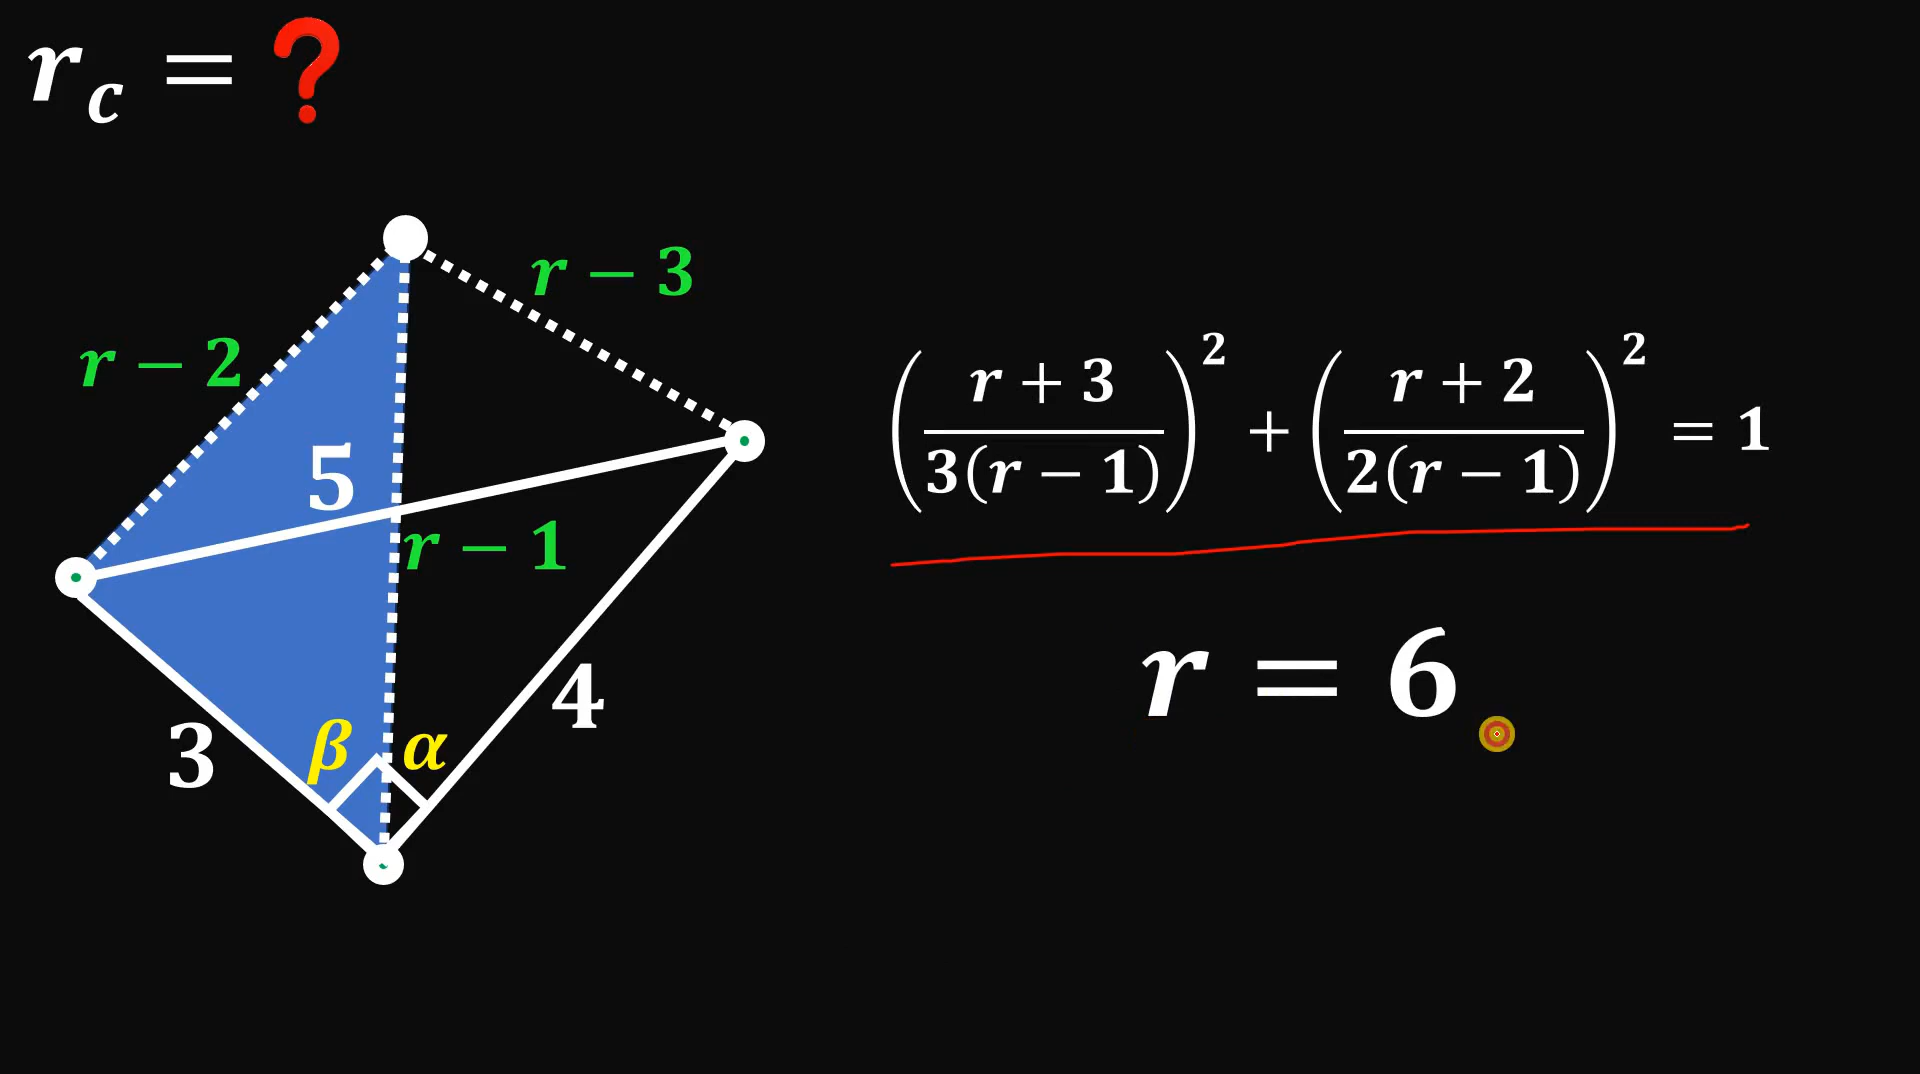 r_c = ❓
r − 3
r − 2
5
r − 1
3
4
β
α
((r + 3)/(3(r − 1)))² + ((r + 2)/(2(r − 1)))² = 1
r = 6